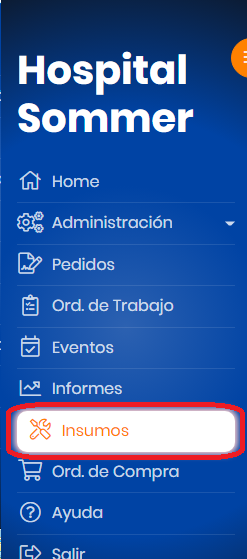 Hospital
Sommer
Home
Administración
Pedidos
Ord. de Trabajo
Eventos
Informes
Insumos
Ord. de Compra
Ayuda
Salir